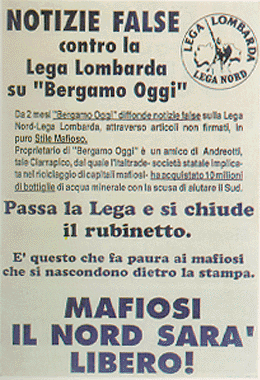 NOTIZIE FALSE
contro la
Lega Lombarda
su "Bergamo Oggi"
LEGA LOMBARDA
LEGA NORD
Da 2 mesi "Bergamo Oggi" diffonde notizie false sulla Lega
Nord-Lega Lombarda, attraverso articoli non firmati, in
puro Stile Mafioso.
Proprietario di "Bergamo Oggi" è un amico di Andreotti,
tale Ciarrapico, dal quale l'Italtrade- società statale implica-
ta nel riciclaggio di capitali mafiosi- ha acquistato 10 milioni
di bottiglie di acqua minerale con la scusa di aiutare il Sud.
Passa la Lega e si chiude
il rubinetto.
E' questo che fa paura ai mafiosi
che si nascondono dietro la stampa.
MAFIOSI
IL NORD SARA'
LIBERO!